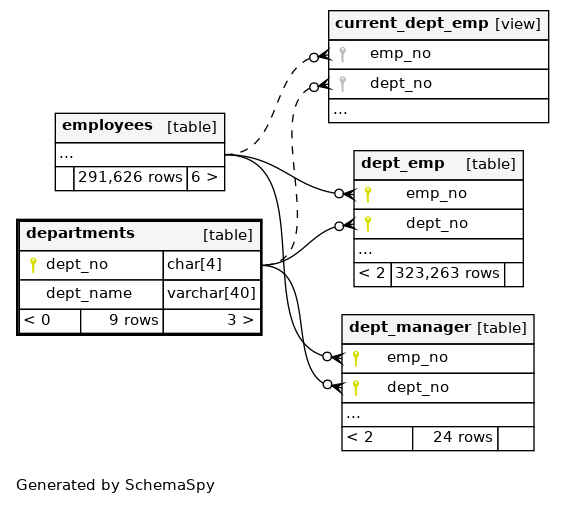 current_dept_emp [view]
emp_no
dept_no
...
employees [table]
...
291,626 rows 6 >
dept_emp [table]
emp_no
dept_no
...
< 2 323,263 rows
departments [table]
dept_no char[4]
dept_name varchar[40]
< 0 9 rows 3 >
dept_manager [table]
emp_no
dept_no
...
< 2 24 rows
Generated by SchemaSpy